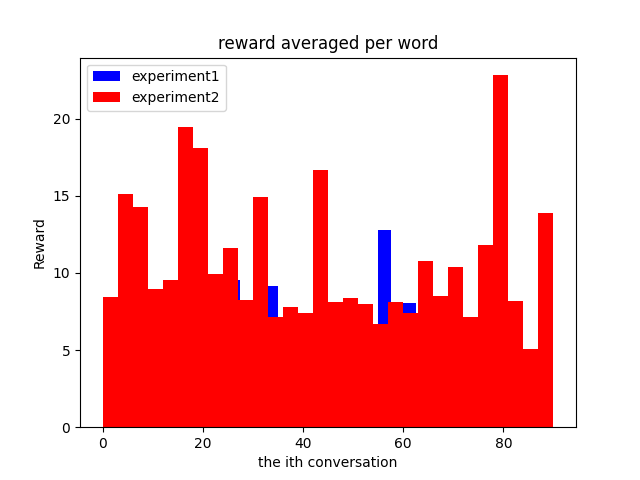 reward averaged per word
experiment1
experiment2
Reward
20
15
10
5
0
0 20 40 60 80
the ith conversation